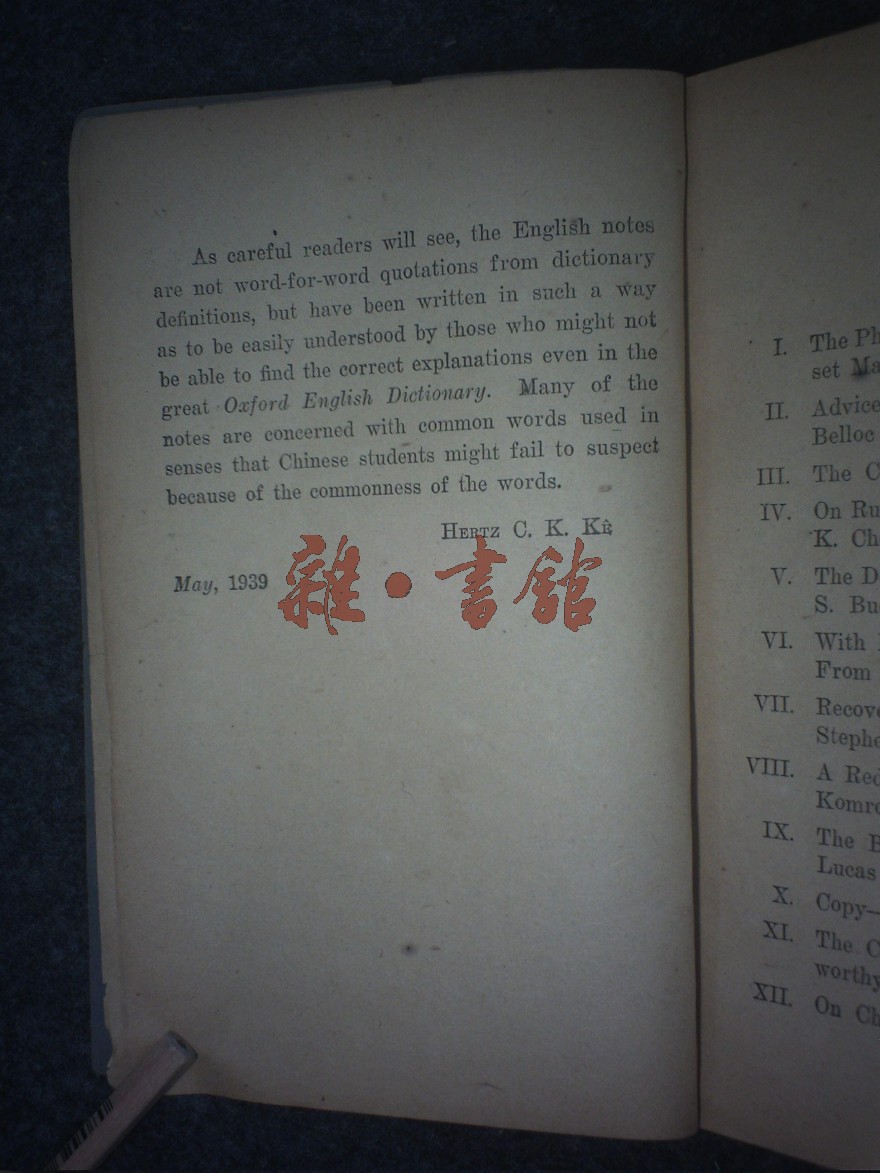 As careful readers will see, the English notes
are not word-for-word quotations from dictionary
definitions, but have been written in such a way
as to be easily understood by those who might not
be able to find the correct explanations even in the
great Oxford English Dictionary. Many of the
notes are concerned with common words used in
senses that Chinese students might fail to suspect
because of the commonness of the words.
HERTZ C. K. KÊ
May, 1939
雜·書館
I. The Ph
set Ma
II. Advice
Belloc
III. The C
IV. On Ru
K. Ch
V. The D
S. Bu
VI. With
From
VII. Recove
Stephe
VIII. A Red
Komro
IX. The B
Lucas
X. Copy—
XI. The C
worthy
XII. On Ch